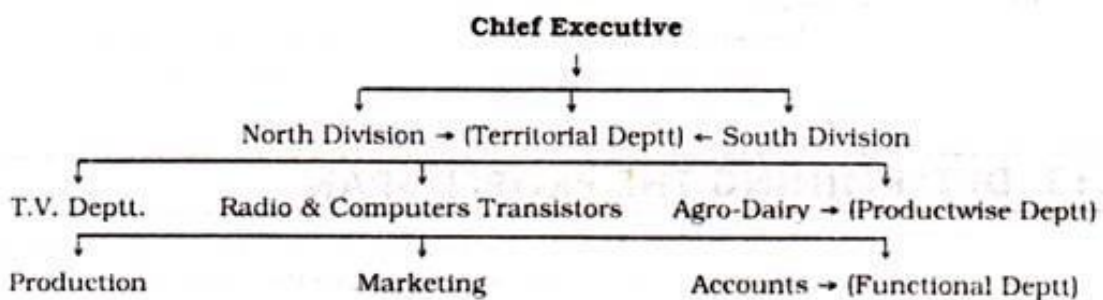 Chief Executive
North Division → (Territorial Deptt) ← South Division
T.V. Deptt. Radio & Computers Transistors Agro-Dairy → (Productwise Deptt)
Production Marketing Accounts → (Functional Deptt)